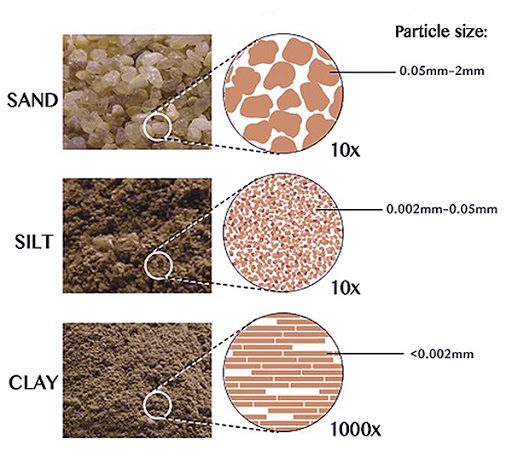 Particle size:
SAND
0.05mm–2mm
10x
SILT
0.002mm–0.05mm
10x
CLAY
<0.002mm
1000x